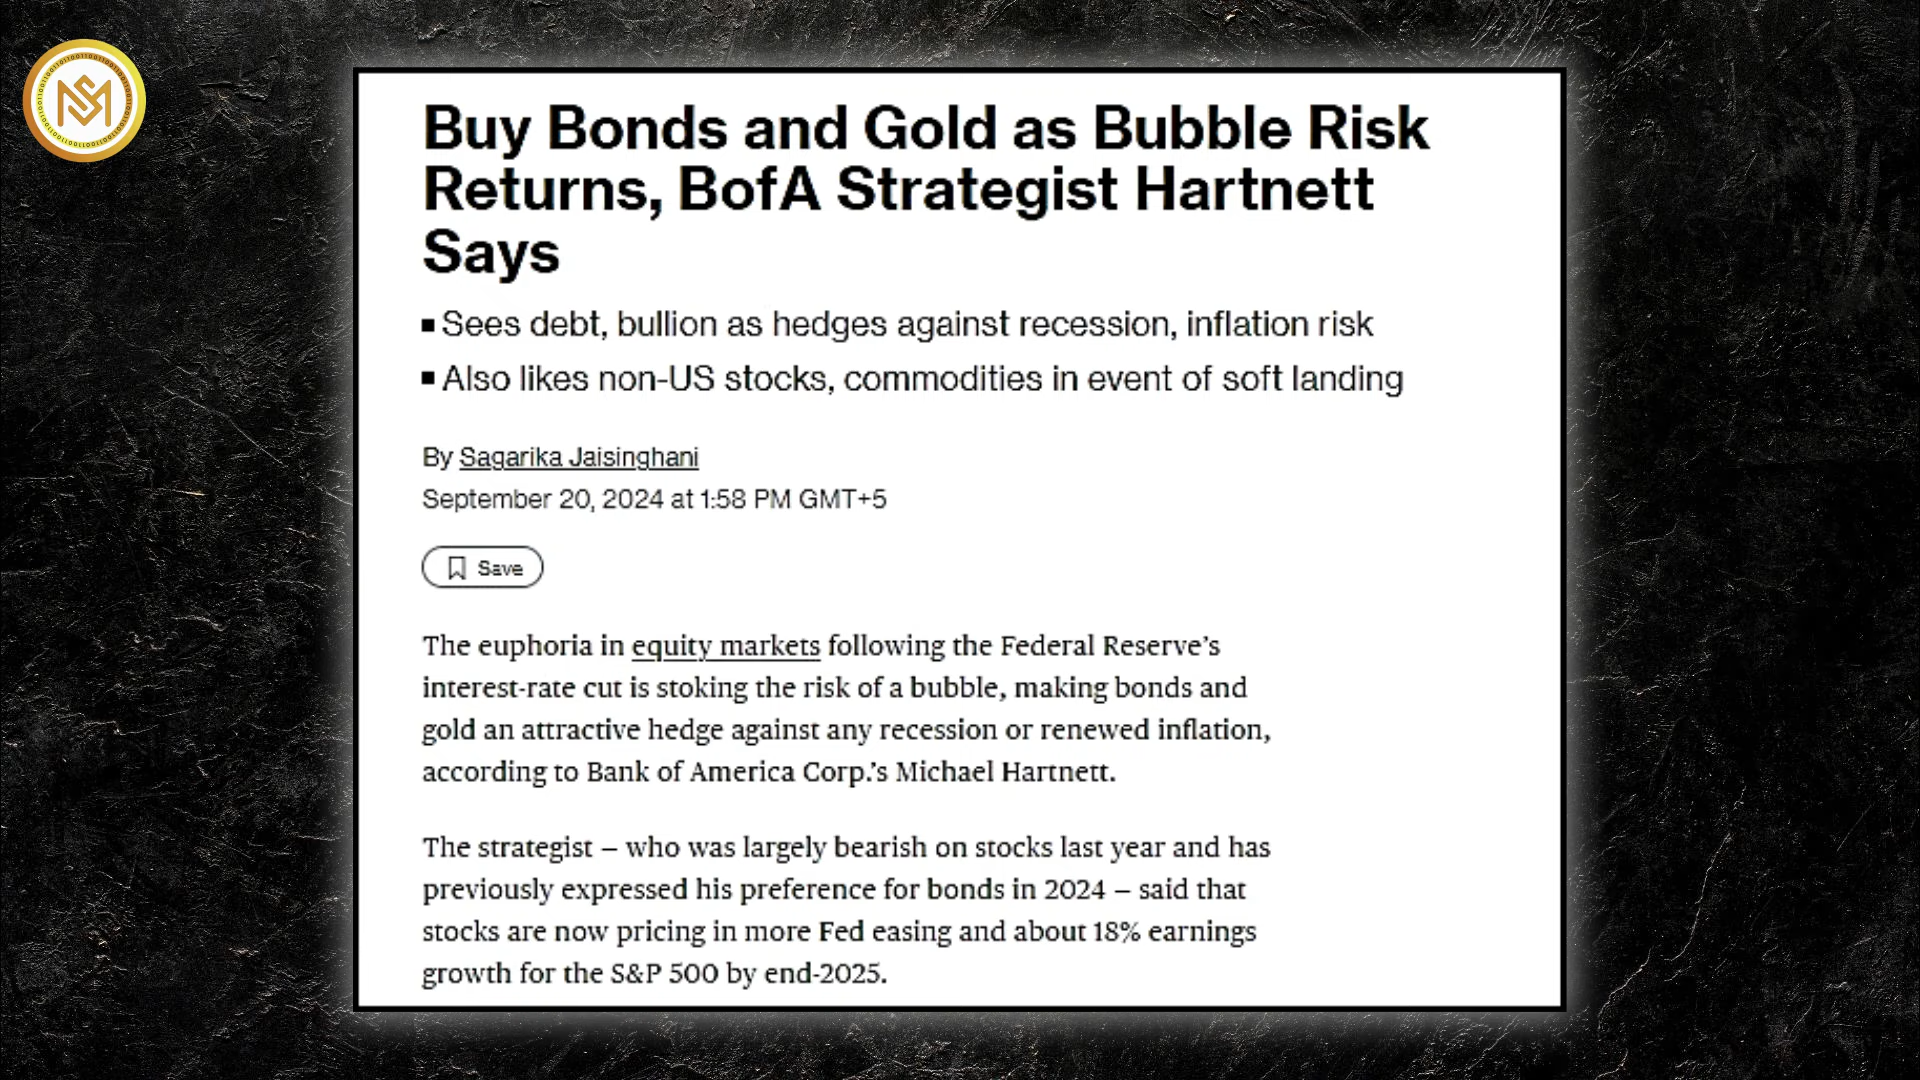 Buy Bonds and Gold as Bubble Risk
Returns, BofA Strategist Hartnett
Says
Sees debt, bullion as hedges against recession, inflation risk
Also likes non-US stocks, commodities in event of soft landing
By Sagarika Jaisinghani
September 20, 2024 at 1:58 PM GMT+5
Save
The euphoria in equity markets following the Federal Reserve’s
interest-rate cut is stoking the risk of a bubble, making bonds and
gold an attractive hedge against any recession or renewed inflation,
according to Bank of America Corp.’s Michael Hartnett.
The strategist – who was largely bearish on stocks last year and has
previously expressed his preference for bonds in 2024 – said that
stocks are now pricing in more Fed easing and about 18% earnings
growth for the S&P 500 by end-2025.